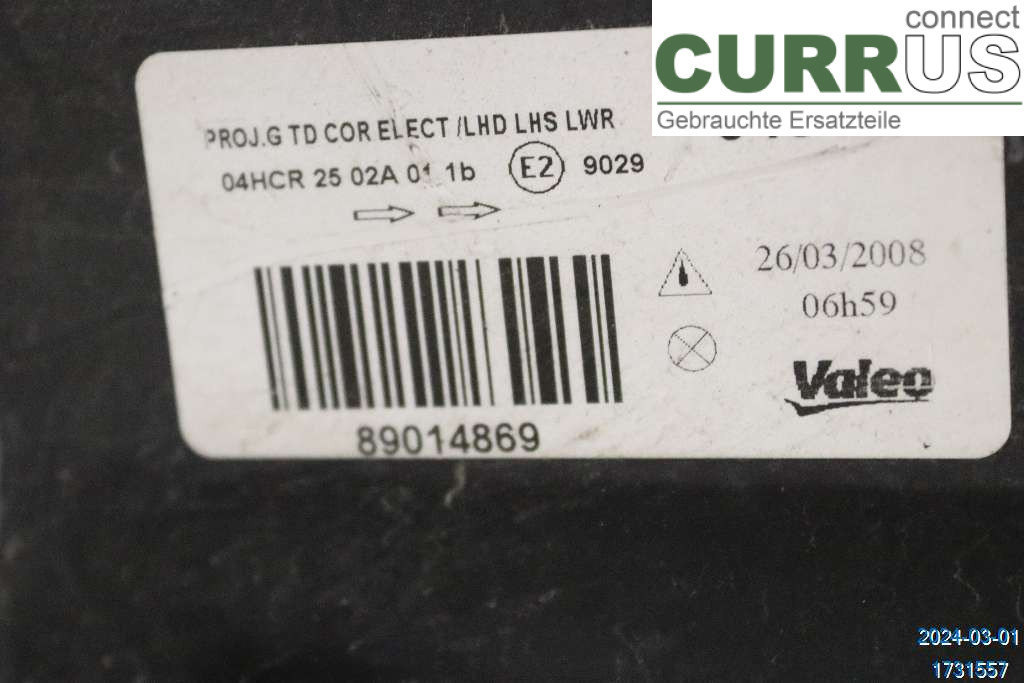 connect
CURRUS
Gebrauchte Ersatzteile
PROJ.G TD COR ELECT /LHD LHS LWR
04HCR 25 02A 01 1b E2 9029
26/03/2008
06h59
Valeo
89014869
2024-03-01
1731557